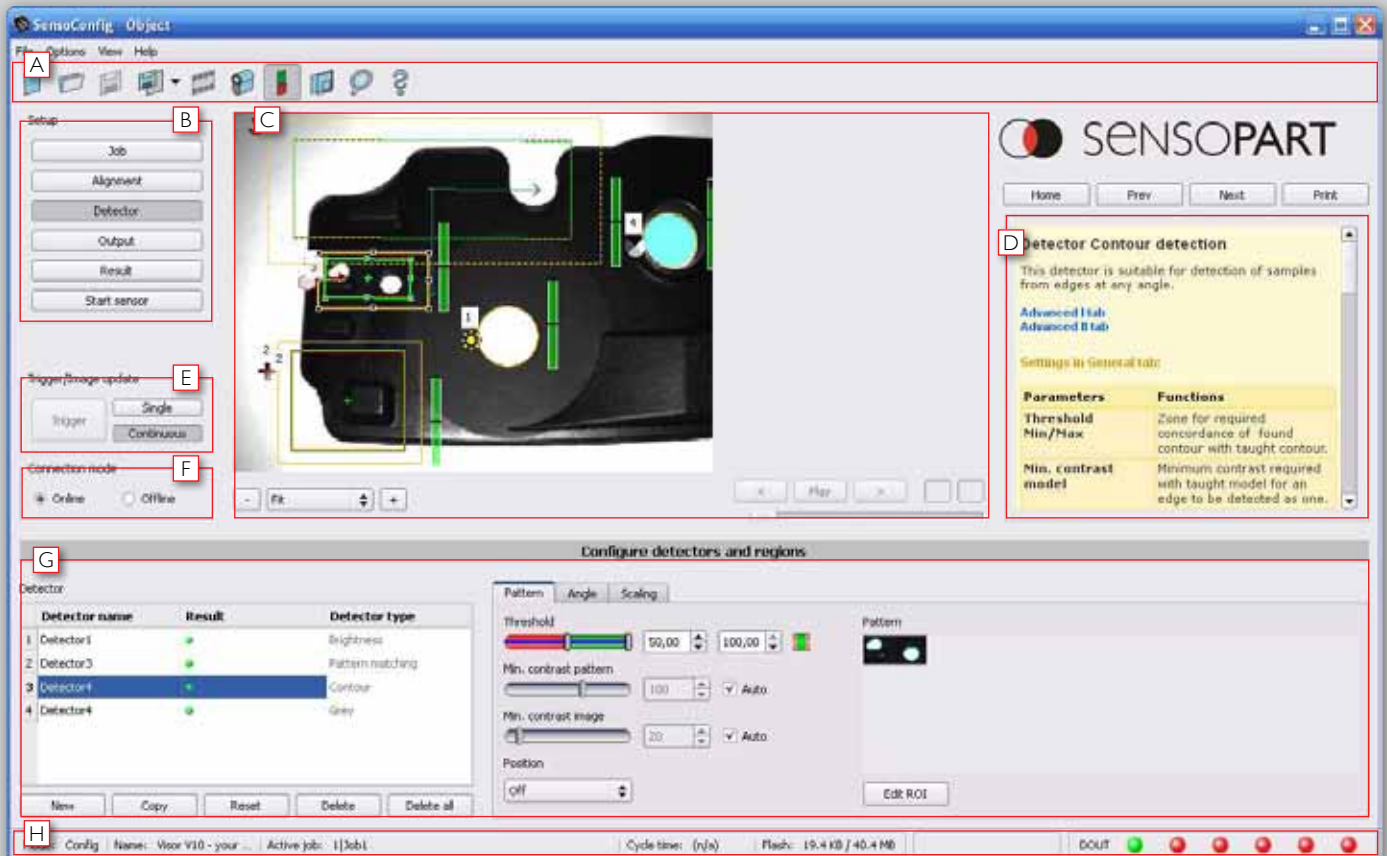 SensoConfig Object
File Options View Help
A
Setup
B
Job
Alignment
Detector
Output
Result
Start sensor
C
4
1
2
2
SENSOPART
Home Prev Next Print
D
Detector Contour detection
This detector is suitable for detection of samples
from edges at any angle.
Advanced I tab
Advanced II tab
Settings in General tab:
Parameters Functions
Threshold Min/Max
Zone for required
concordance of found
contour with taught contour.
Min. contrast model
Minimum contrast required
with taught model for an
edge to be detected as one.
Trigger/Image update
E
Trigger
Single
Continuous
Connection mode
F
Online Offline
- Fit +
< Play >
Configure detectors and regions
G
Detector
Detector name Result Detector type
1 Detector1 Brightness
2 Detector3 Pattern matching
3 Detector4 Contour
4 Detector4 Grey
New Copy Reset Delete Delete all
Pattern Angle Scaling
Threshold
50,00 100,00
Min. contrast pattern
100 Auto
Min. contrast image
20 Auto
Position
Off
Pattern
Edit ROI
H
Config Name: Visor V10 - your ... Active job: 1|Job1 Cycle time: (n/a) Flash: 19.4 KB / 40.4 MB DOUT